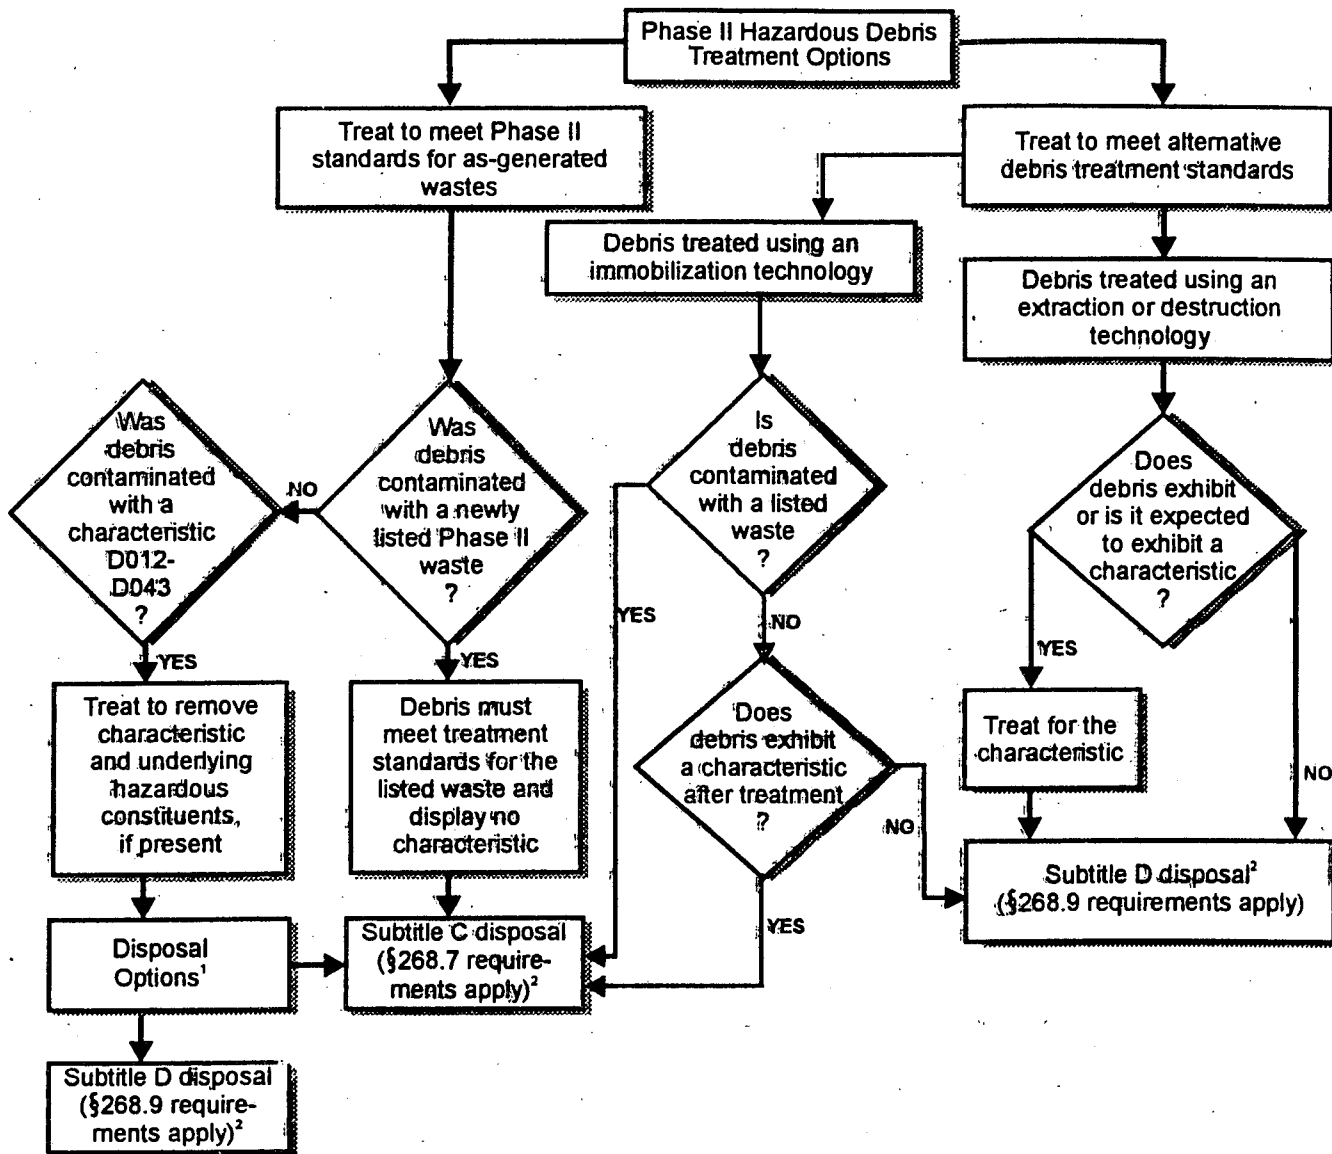 Phase II Hazardous Debris
Treatment Options
Treat to meet Phase II
standards for as-generated
wastes
Treat to meet alternative
debris treatment standards
Debris treated using an
immobilization technology
Debris treated using an
extraction or destruction
technology
Was
debris
contaminated
with a
characteristic
D012-
D043
?
NO
Was
debris
contaminated
with a newly
listed Phase II
waste
?
Is
debris
contaminated
with a listed
waste
?
Does
debris exhibit
or is it expected
to exhibit a
characteristic
?
YES
YES
YES
NO
YES
NO
Treat to remove
characteristic
and underlying
hazardous
constituents,
if present
Debris must
meet treatment
standards for the
listed waste and
display no
characteristic
Does
debris exhibit
a characteristic
after treatment
?
NO
YES
Treat for the
characteristic
Subtitle D disposal²
(§268.9 requirements apply)
Disposal
Options¹
Subtitle C disposal
(§268.7 require-
ments apply)²
Subtitle D disposal
(§268.9 require-
ments apply)²